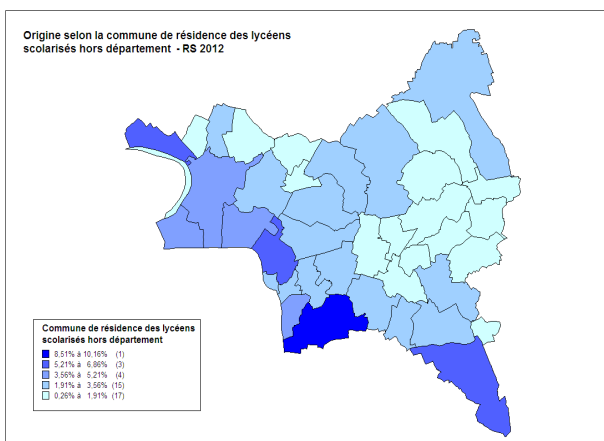 Origine selon la commune de résidence des lycéens
scolarisés hors département - RS 2012
Commune de résidence des lycéens
scolarisés hors département
8,51% à 10,16% (1)
5,21% à 6,86% (3)
3,56% à 5,21% (4)
1,91% à 3,56% (15)
0,26% à 1,91% (17)